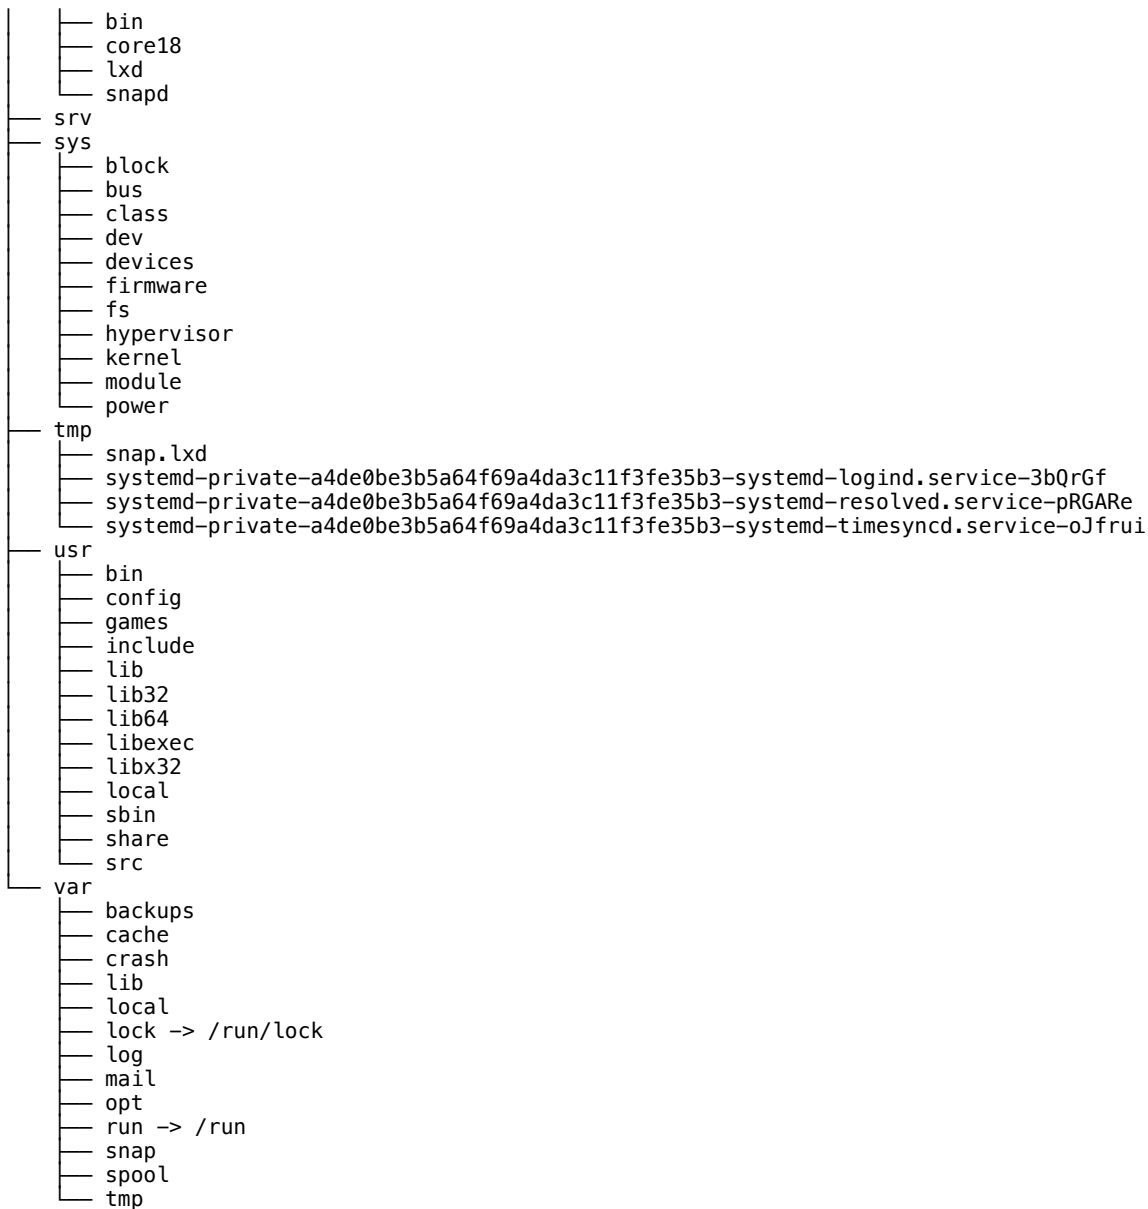 │   ├── bin
│   ├── core18
│   ├── lxd
│   └── snapd
├── srv
├── sys
│   ├── block
│   ├── bus
│   ├── class
│   ├── dev
│   ├── devices
│   ├── firmware
│   ├── fs
│   ├── hypervisor
│   ├── kernel
│   ├── module
│   └── power
├── tmp
│   ├── snap.lxd
│   ├── systemd-private-a4de0be3b5a64f69a4da3c11f3fe35b3-systemd-logind.service-3bQrGf
│   ├── systemd-private-a4de0be3b5a64f69a4da3c11f3fe35b3-systemd-resolved.service-pRGARe
│   └── systemd-private-a4de0be3b5a64f69a4da3c11f3fe35b3-systemd-timesyncd.service-oJfrui
├── usr
│   ├── bin
│   ├── config
│   ├── games
│   ├── include
│   ├── lib
│   ├── lib32
│   ├── lib64
│   ├── libexec
│   ├── libx32
│   ├── local
│   ├── sbin
│   ├── share
│   └── src
└── var
    ├── backups
    ├── cache
    ├── crash
    ├── lib
    ├── local
    ├── lock -> /run/lock
    ├── log
    ├── mail
    ├── opt
    ├── run -> /run
    ├── snap
    ├── spool
    └── tmp